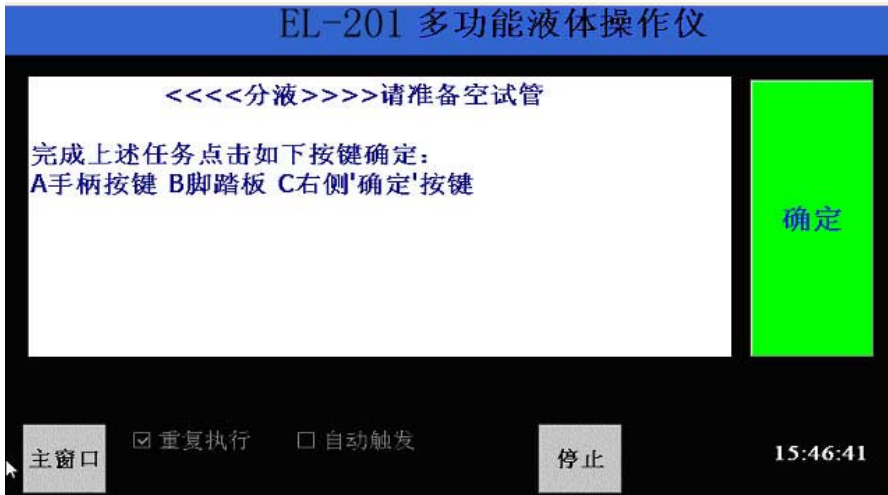 EL-201 多功能液体操作仪
<<<<分液>>>>请准备空试管
完成上述任务点击如下按键确定：
A手柄按键 B脚踏板 C右侧'确定'按键
确定
主窗口
重复执行
自动触发
停止
15:46:41